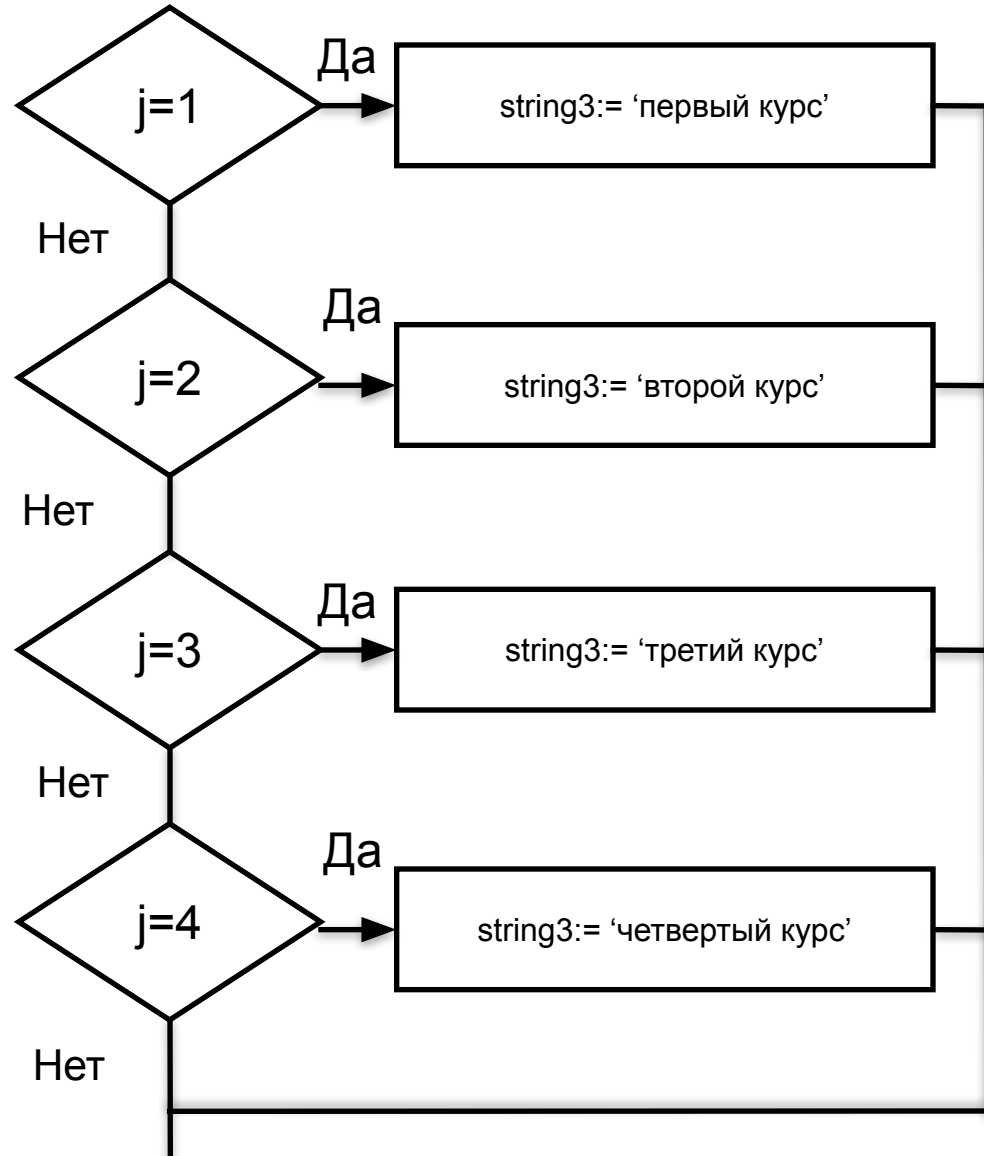 Да
j=1
string3:= ‘первый курс’
Нет
Да
j=2
string3:= ‘второй курс’
Нет
Да
j=3
string3:= ‘третий курс’
Нет
Да
j=4
string3:= ‘четвертый курс’
Нет